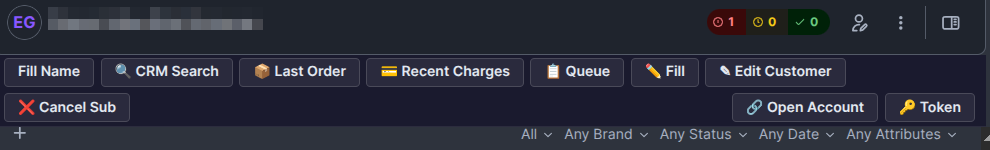 EG
1 0 0
Fill Name CRM Search Last Order Recent Charges Queue Fill Edit Customer
Cancel Sub Open Account Token
+ All Any Brand Any Status Any Date Any Attributes